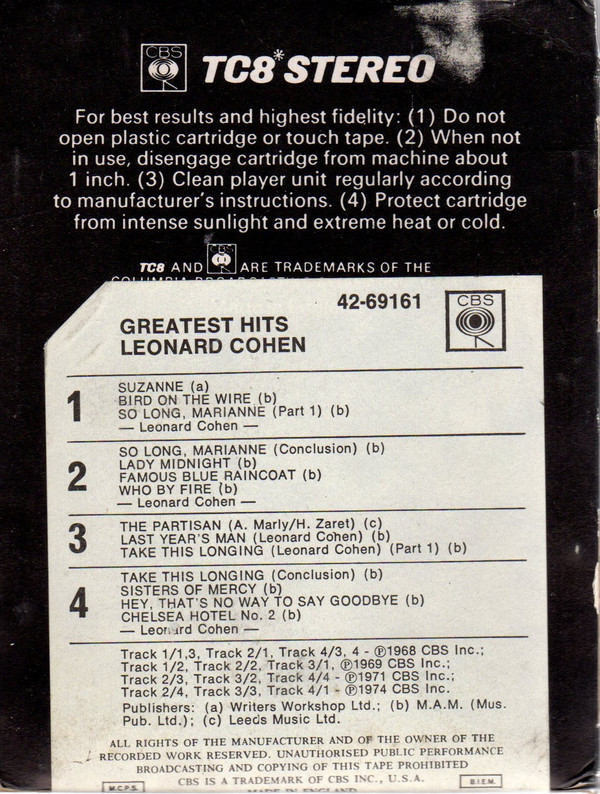 CBS
TC8* STEREO
For best results and highest fidelity: (1) Do not
open plastic cartridge or touch tape. (2) When not
in use, disengage cartridge from machine about
1 inch. (3) Clean player unit regularly according
to manufacturer's instructions. (4) Protect cartridge
from intense sunlight and extreme heat or cold.
TC8 AND CBS ARE TRADEMARKS OF THE
42-69161
CBS
GREATEST HITS
LEONARD COHEN
1
SUZANNE (a)
BIRD ON THE WIRE (b)
SO LONG, MARIANNE (Part 1) (b)
— Leonard Cohen —
2
SO LONG, MARIANNE (Conclusion) (b)
LADY MIDNIGHT (b)
FAMOUS BLUE RAINCOAT (b)
WHO BY FIRE (b)
— Leonard Cohen —
3
THE PARTISAN (A. Marly/H. Zaret) (c)
LAST YEAR'S MAN (Leonard Cohen) (b)
TAKE THIS LONGING (Leonard Cohen) (Part 1) (b)
4
TAKE THIS LONGING (Conclusion) (b)
SISTERS OF MERCY (b)
HEY, THAT'S NO WAY TO SAY GOODBYE (b)
CHELSEA HOTEL No. 2 (b)
— Leonard Cohen —
Track 1/1,3, Track 2/1, Track 4/3, 4 - ℗1968 CBS Inc.;
Track 1/2, Track 2/2, Track 3/1, ℗1969 CBS Inc.;
Track 2/3, Track 3/2, Track 4/4 - ℗1971 CBS Inc.;
Track 2/4, Track 3/3, Track 4/1 - ℗1974 CBS Inc.
Publishers: (a) Writers Workshop Ltd.; (b) M.A.M. (Mus.
Pub. Ltd.); (c) Leeds Music Ltd.
ALL RIGHTS OF THE MANUFACTURER AND OF THE OWNER OF THE
RECORDED WORK RESERVED. UNAUTHORISED PUBLIC PERFORMANCE
BROADCASTING AND COPYING OF THIS TAPE PROHIBITED
CBS IS A TRADEMARK OF CBS INC., U.S.A.
M.C.P.S.
MADE IN ENGLAND
B.I.E.M.